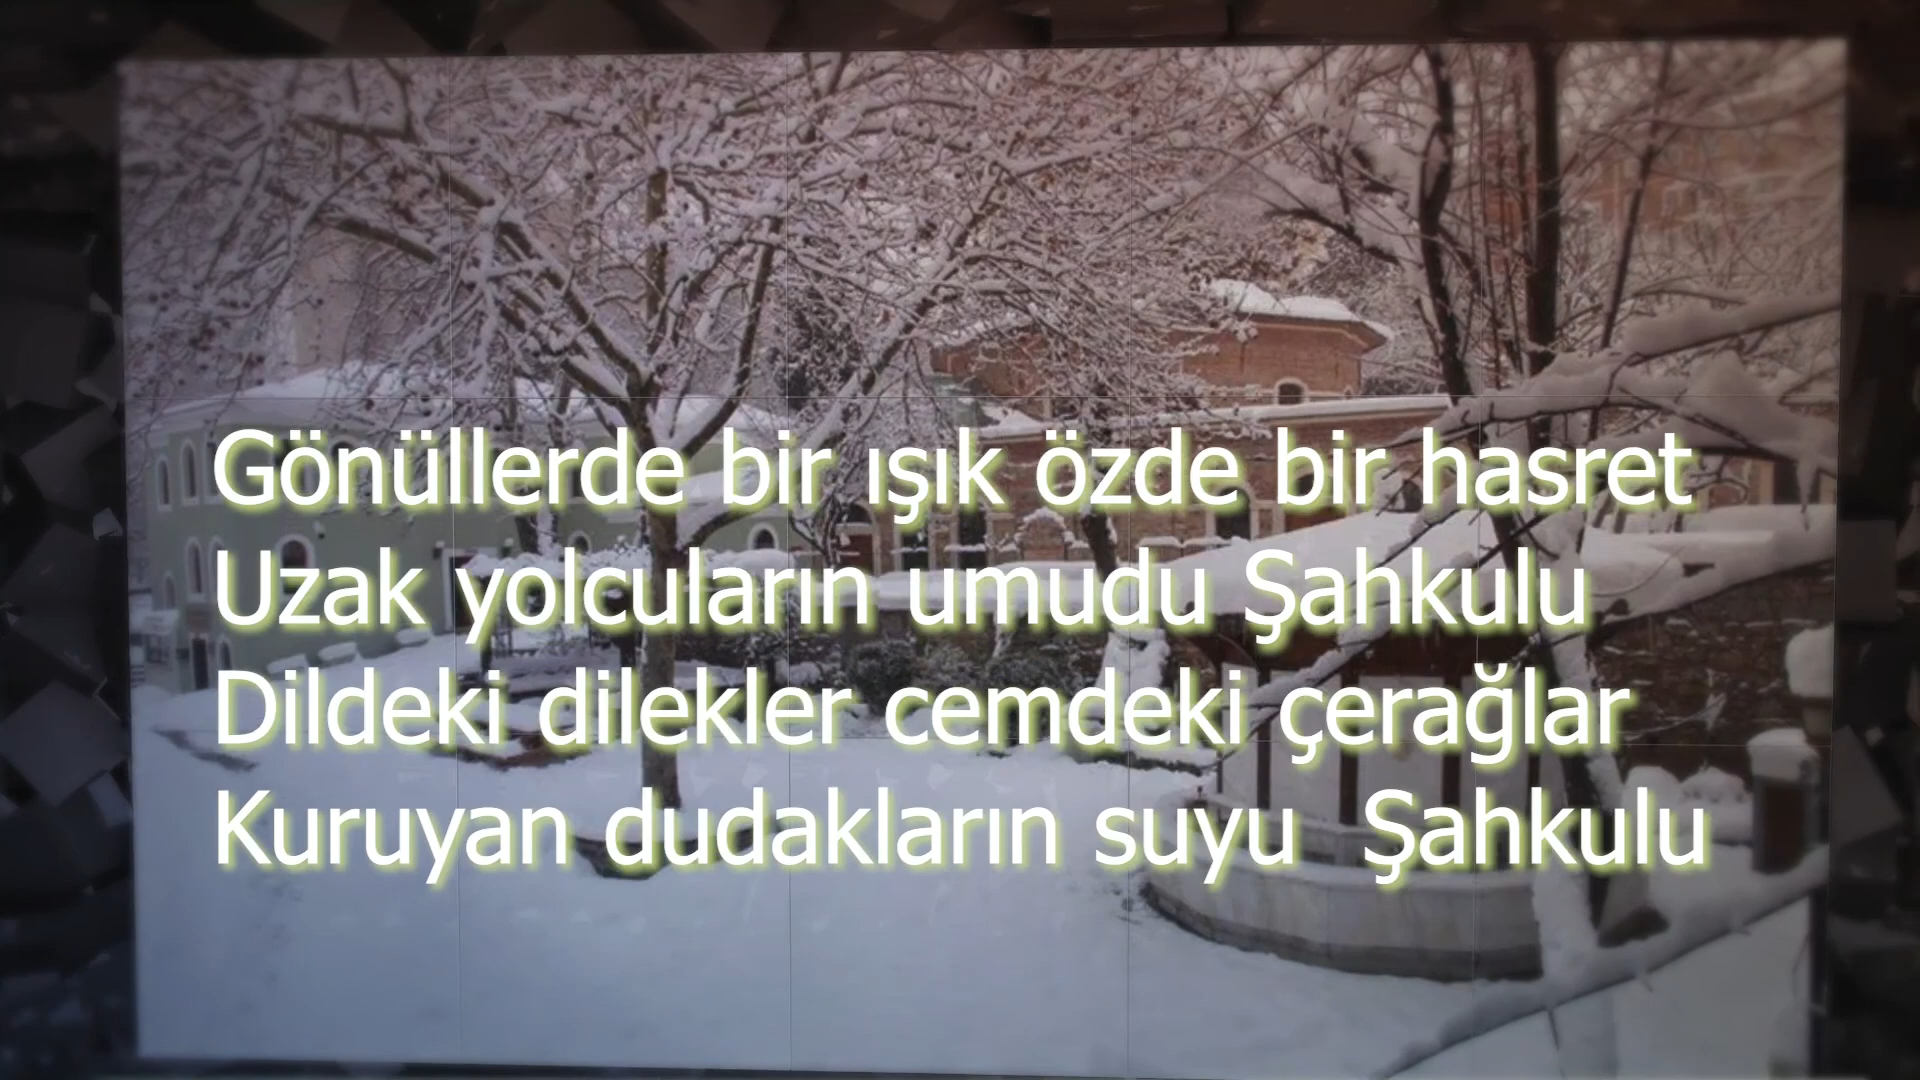 Gönüllerde bir ışık özde bir hasret
Uzak yolcuların umudu Şahkulu
Dildeki dilekler cemdeki çerağlar
Kuruyan dudakların suyu  Şahkulu